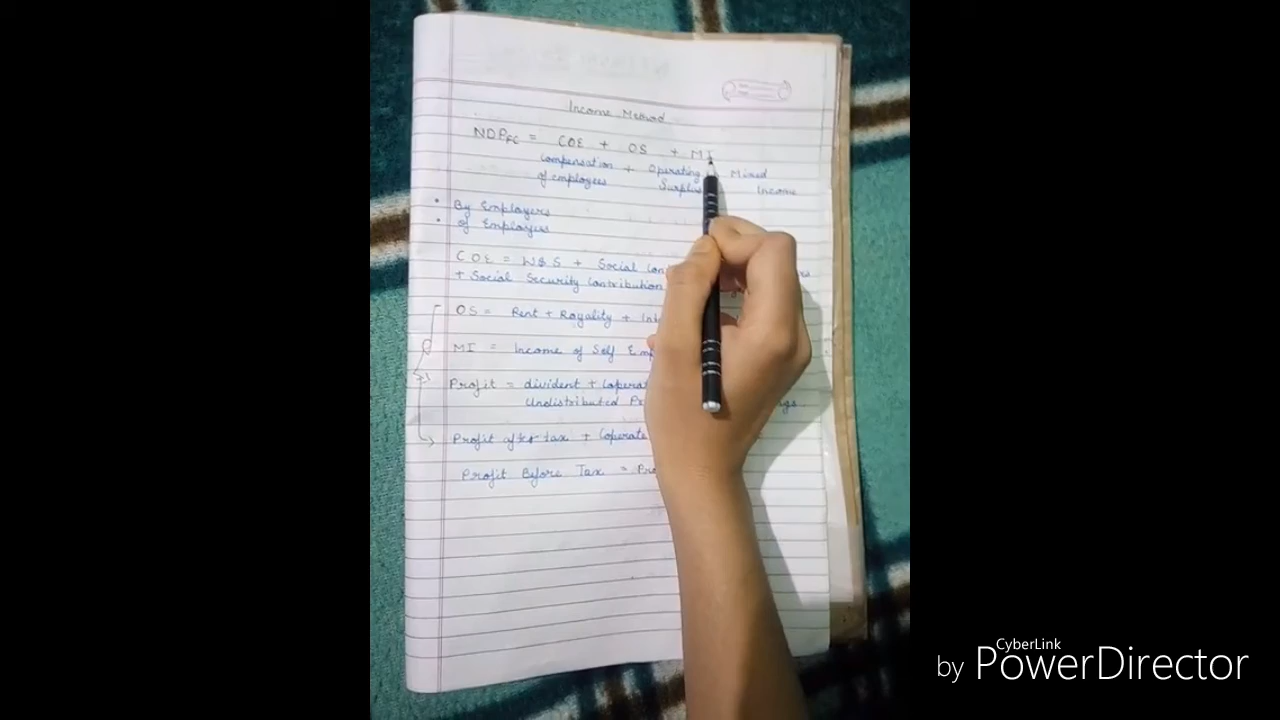 Income Method
NDPFC = COE + OS + MI
Compensation + Operating Mixed
of employees Surplus Income
• By Employers
• of Employers
COE = W&S + Social
+ Social Security Contribution
OS = Rent + Royality +
MI = Income of Self
Profit = divident +
Undistributed
Profit after tax + Coperate
Profit Before Tax =
CyberLink
by PowerDirector